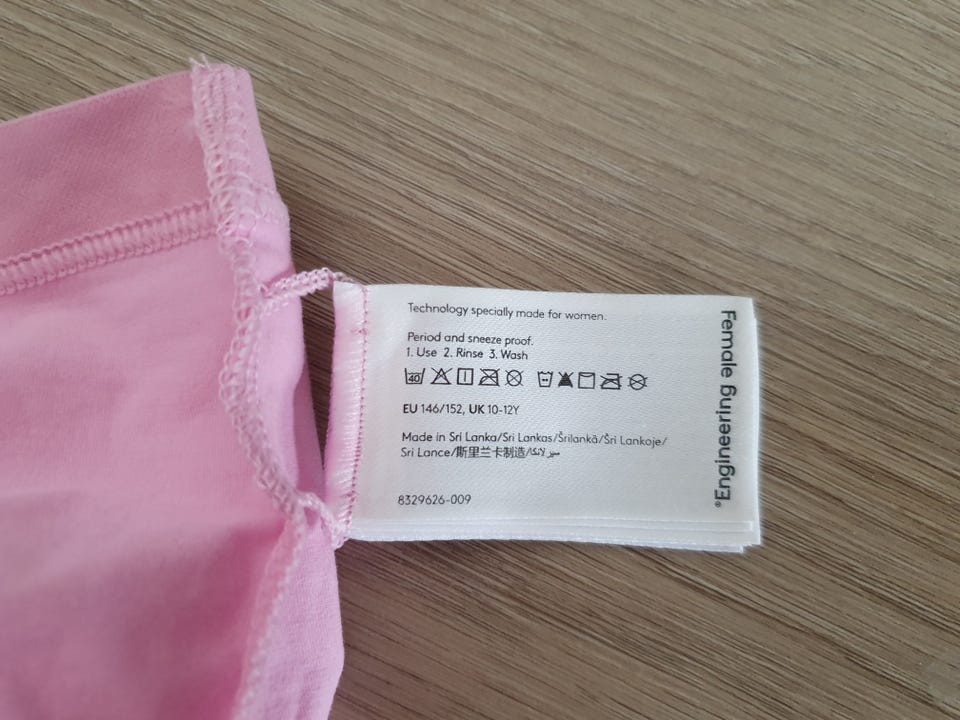 Technology specially made for women.
Period and sneeze proof.
1. Use 2. Rinse 3. Wash
40
EU 146/152, UK 10-12Y
Made in Sri Lanka/Sri Lankas/Šrilankā/Šri Lankoje/
Sri Lance/斯里兰卡制造/
8329626-009
Female Engineering®